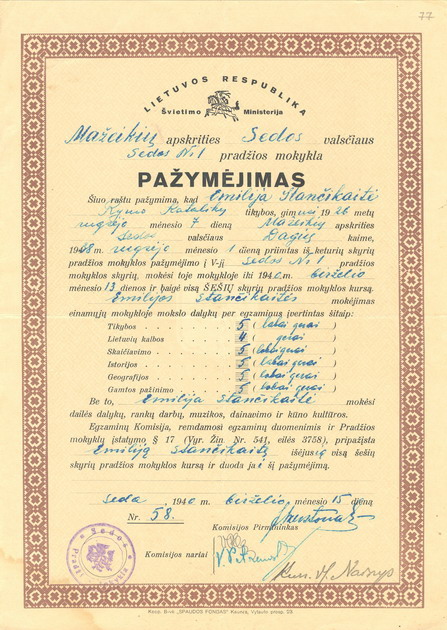 77
LIETUVOS RESPUBLIKA
Švietimo Ministerija
Mažeikių apskrities Sedos valsčiaus
Sedos Nr 1 pradžios mokykla
PAŽYMĖJIMAS
Šiuo raštu pažymima, kad Emilija Stančikaitė
Rymo Katalikų tikybos, gimusi 1926 metų
rugsėjo mėnesio 7 dieną Mažeikių apskrities
Sedos valsčiaus kaime,
1938 rugsėjo mėnesio 1 dieną priimtas iš keturių skyrių
pradžios mokyklos pažymėjimo į V-jį Sedos Nr 1 pradžios
mokyklos skyrių, mokėsi toje mokykloje iki 1940 m. birželio
mėnesio 13 dienos ir baigė visą ŠEŠIŲ skyrių pradžios mokyklos kursą.
Emilijos Stančikaitės mokėjimas
einamųjų mokykloje mokslo dalykų per egzaminus įvertintas šitaip:
Tikybos 5 (labai gerai)
Lietuvių kalbos 4 ( gerai )
Skaičiavimo 5 (labai gerai)
Istorijos 5 (labai gerai)
Geografijos 5 (labai gerai)
Gamtos pažinimo 5 (labai gerai)
Be to, Emilija Stančikaitė mokėsi
dailės dalykų, rankų darbų, muzikos, dainavimo ir kūno kultūros.
Egzaminų Komisija, remdamosi egzaminų duomenimis ir Pradžios
mokyklų įstatymo § 17 (Vyr. Žin. Nr. 541, eilės 3758), pripažįsta
Emiliją Stančikaitę išėjusią visą šešių
skyrių pradžios mokyklos kursą ir duoda jai šį pažymėjimą.
Seda 1940 m. birželio mėnesio 15 dieną
Nr. 58.
Komisijos Pirmininkas
Komisijos nariai
Kun.
Sedos
Koop. B-vė „SPAUDOS FONDAS" Kaunas, Vytauto prosp.